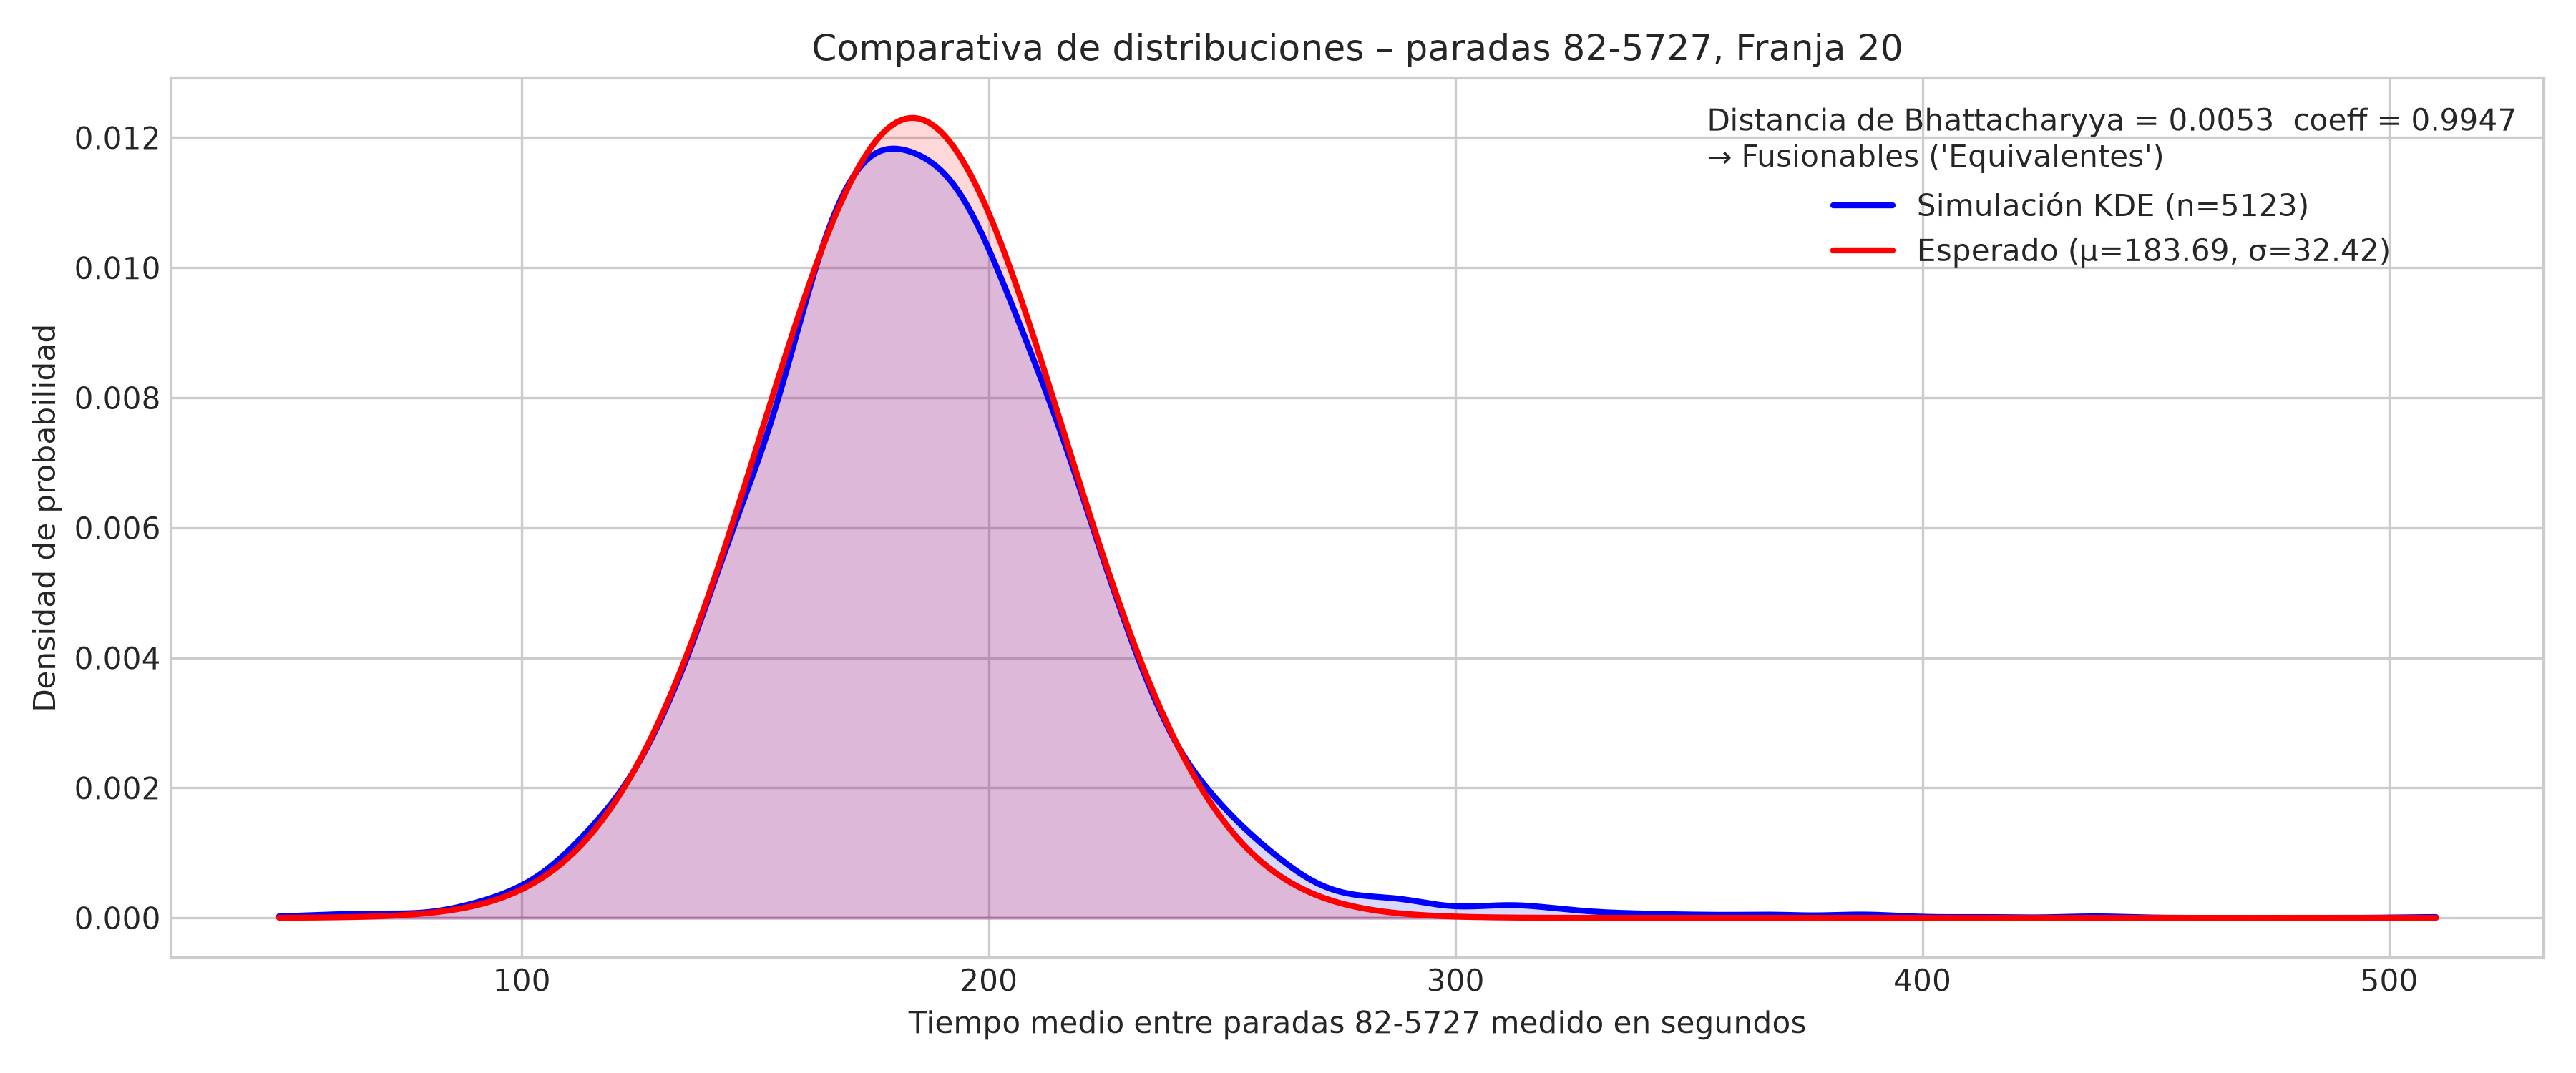 Comparativa de distribuciones – paradas 82-5727, Franja 20
Distancia de Bhattacharyya = 0.0053  coeff = 0.9947
→ Fusionables ('Equivalentes')
Simulación KDE (n=5123)
Esperado (μ=183.69, σ=32.42)
Densidad de probabilidad
0.012
0.010
0.008
0.006
0.004
0.002
0.000
100 200 300 400 500
Tiempo medio entre paradas 82-5727 medido en segundos